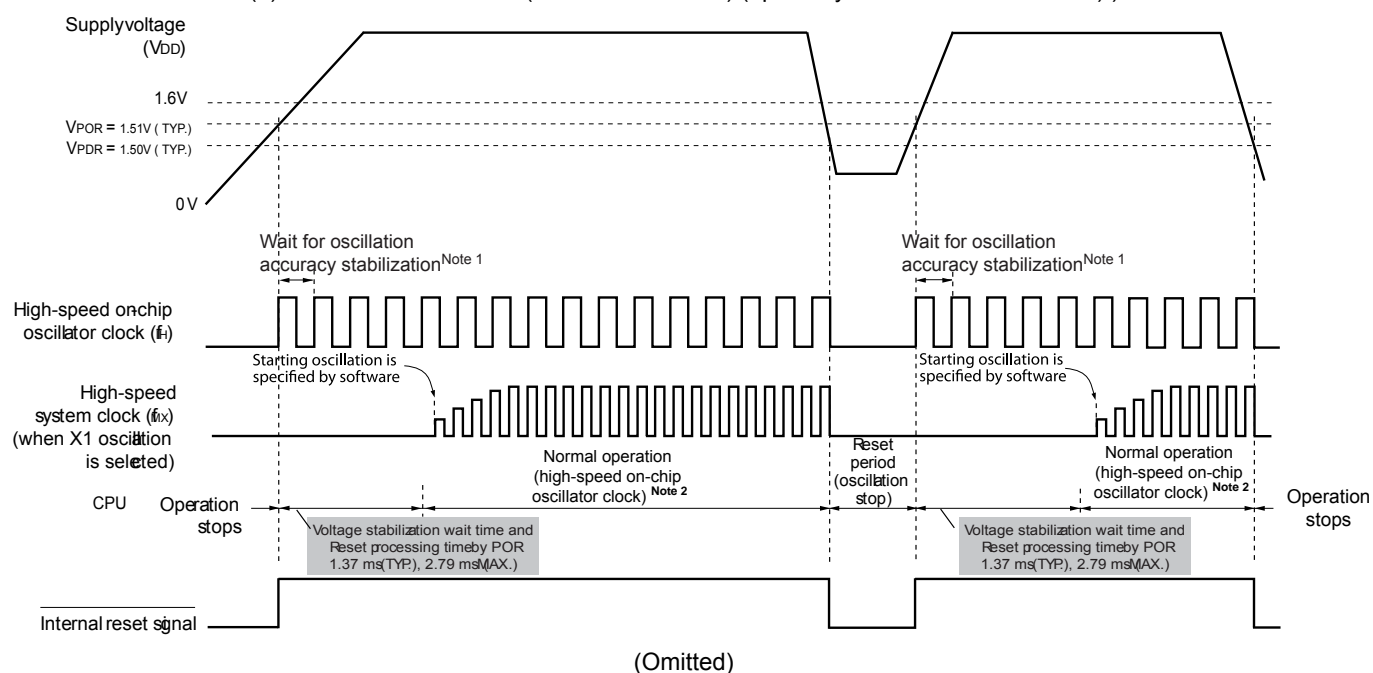 Supplyvoltage
(VDD)
1.6V
VPOR = 1.51V ( TYP.)
VPDR = 1.50V ( TYP.)
0 V
Wait for oscillation
accuracy stabilizationNote 1
Wait for oscillation
accuracy stabilizationNote 1
High-speed on-chip
oscillator clock (fIH)
Starting oscillation is
specified by software
Starting oscillation is
specified by software
High-speed
system clock (fMX)
(when X1 oscillation
is selected)
Normal operation
(high-speed on-chip
oscillator clock) Note 2
Reset
period
(oscillation
stop)
Normal operation
(high-speed on-chip
oscillator clock) Note 2
CPU
Operation
stops
Operation
stops
Voltage stabilization wait time and
Reset processing time by POR
1.37 ms(TYP.), 2.79 ms(MAX.)
Voltage stabilization wait time and
Reset processing time by POR
1.37 ms(TYP.), 2.79 ms(MAX.)
Internal reset signal
(Omitted)